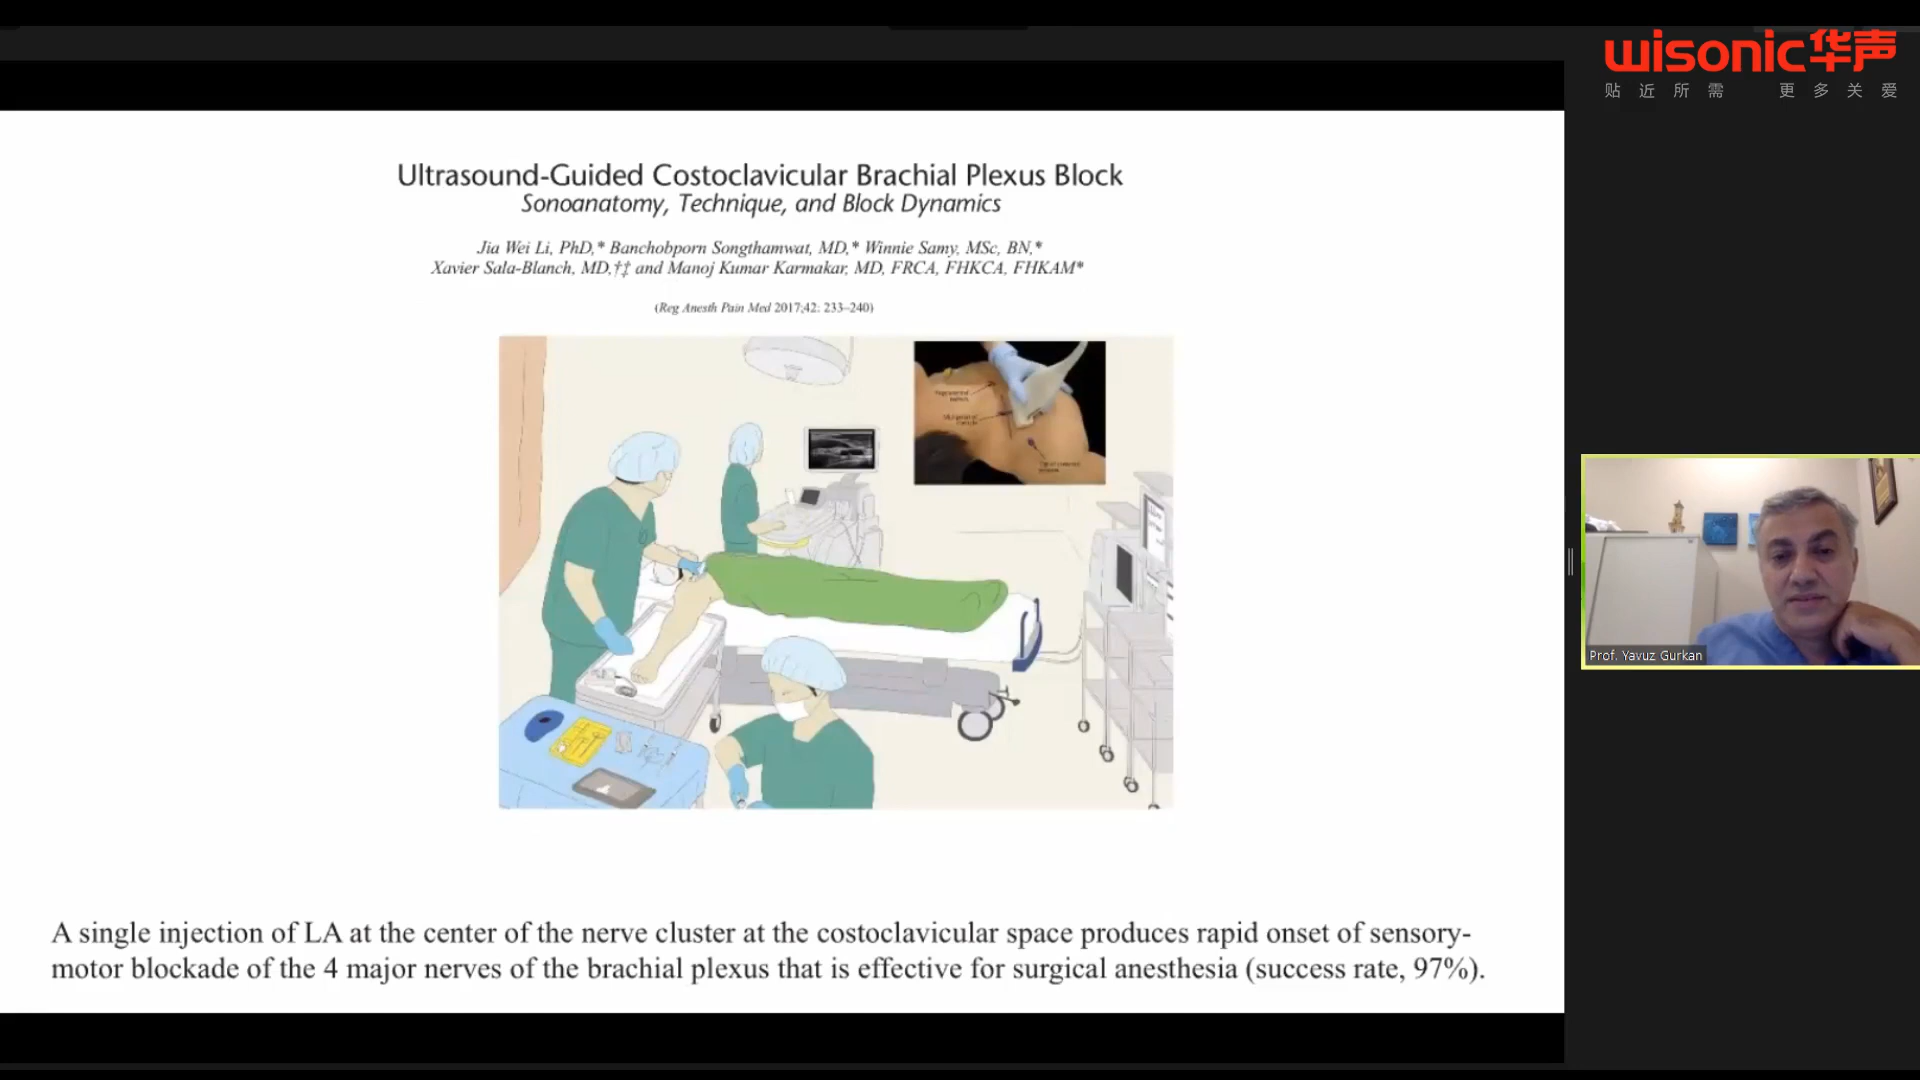 wisonic华声
贴近所需 更多关爱
Ultrasound-Guided Costoclavicular Brachial Plexus Block
Sonoanatomy, Technique, and Block Dynamics
Jia Wei Li, PhD,* Banchobporn Songthamwat, MD,* Winnie Samy, MSc, BN,*
Xavier Sala-Blanch, MD,†‡ and Manoj Kumar Karmakar, MD, FRCA, FHKCA, FHKAM*
(Reg Anesth Pain Med 2017;42: 233–240)
Prof. Yavuz Gurkan
A single injection of LA at the center of the nerve cluster at the costoclavicular space produces rapid onset of sensory-
motor blockade of the 4 major nerves of the brachial plexus that is effective for surgical anesthesia (success rate, 97%).